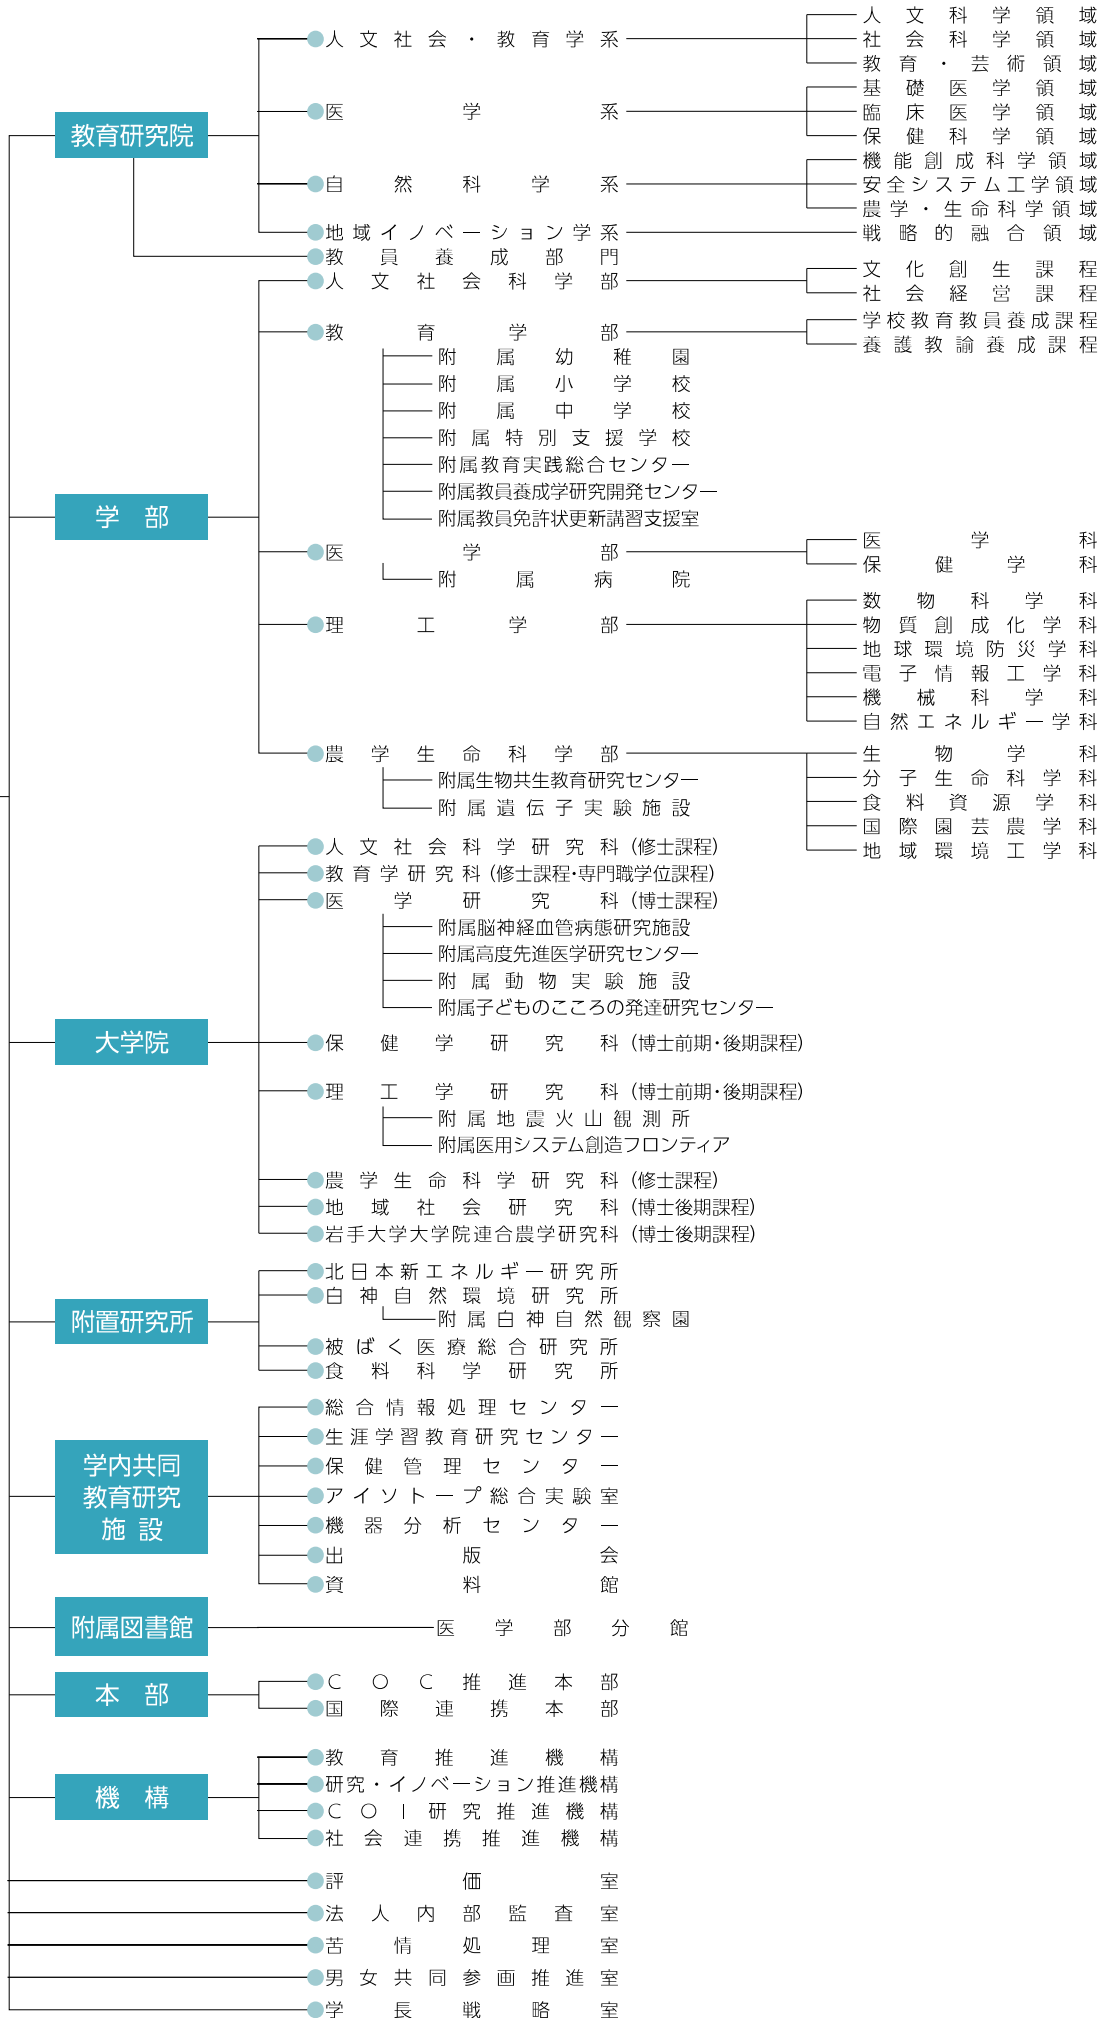 教育研究院
人文社会・教育学系
人文科学領域
社会科学領域
教育・芸術領域
医学系
基礎医学領域
臨床医学領域
保健科学領域
自然科学系
機能創成科学領域
安全システム工学領域
農学・生命科学領域
地域イノベーション学系
戦略的融合領域
教員養成部門
学部
人文社会科学部
文化創生課程
社会経営課程
教育学部
学校教育教員養成課程
養護教諭養成課程
附属幼稚園
附属小学校
附属中学校
附属特別支援学校
附属教育実践総合センター
附属教員養成学研究開発センター
附属教員免許状更新講習支援室
医学部
医学科
保健学科
附属病院
理工学部
数物科学科
物質創成化学科
地球環境防災学科
電子情報工学科
機械科学科
自然エネルギー学科
農学生命科学部
生物学科
分子生命科学科
食料資源学科
国際園芸農学科
地域環境工学科
附属生物共生教育研究センター
附属遺伝子実験施設
大学院
人文社会科学研究科(修士課程)
教育学研究科(修士課程・専門職学位課程)
医学研究科(博士課程)
附属脳神経血管病態研究施設
附属高度先進医学研究センター
附属動物実験施設
附属子どものこころの発達研究センター
保健学研究科(博士前期・後期課程)
理工学研究科(博士前期・後期課程)
附属地震火山観測所
附属医用システム創造フロンティア
農学生命科学研究科(修士課程)
地域社会研究科(博士後期課程)
岩手大学大学院連合農学研究科(博士後期課程)
附置研究所
北日本新エネルギー研究所
白神自然環境研究所
附属白神自然観察園
被ばく医療総合研究所
食料科学研究所
学内共同
教育研究
施設
総合情報処理センター
生涯学習教育研究センター
保健管理センター
アイソトープ総合実験室
機器分析センター
出版会
資料館
附属図書館
医学部分館
本部
COC推進本部
国際連携本部
機構
教育推進機構
研究・イノベーション推進機構
COI研究推進機構
社会連携推進機構
評価室
法人内部監査室
苦情処理室
男女共同参画推進室
学長戦略室